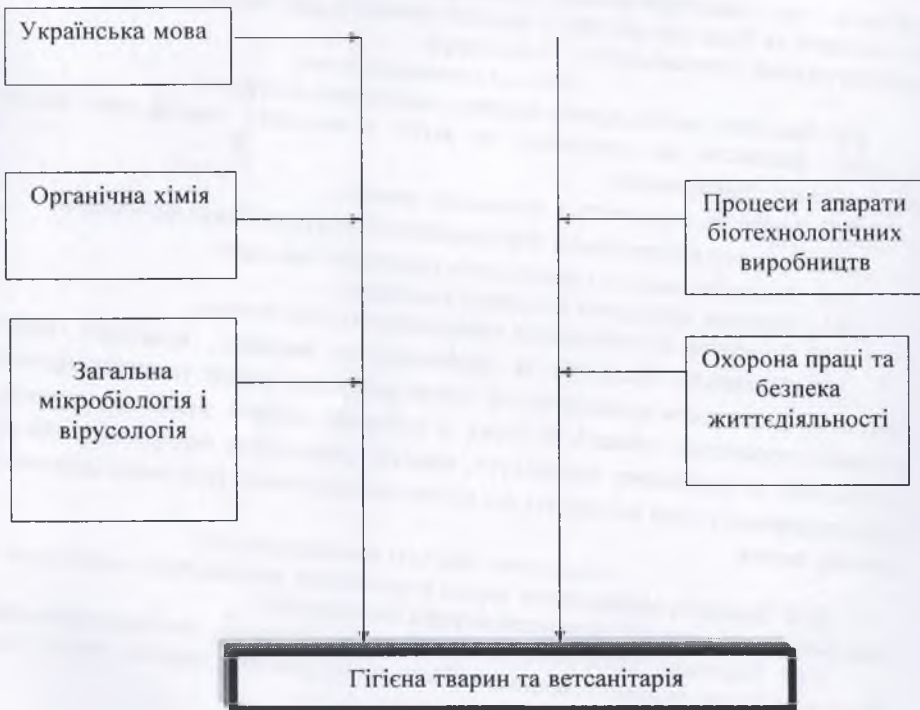 Українська мова
Органічна хімія
Загальна
мікробіологія і
вірусологія
Процеси і апарати
біотехнологічних
виробництв
Охорона праці та
безпека
життєдіяльності
Гігієна тварин та ветсанітарія